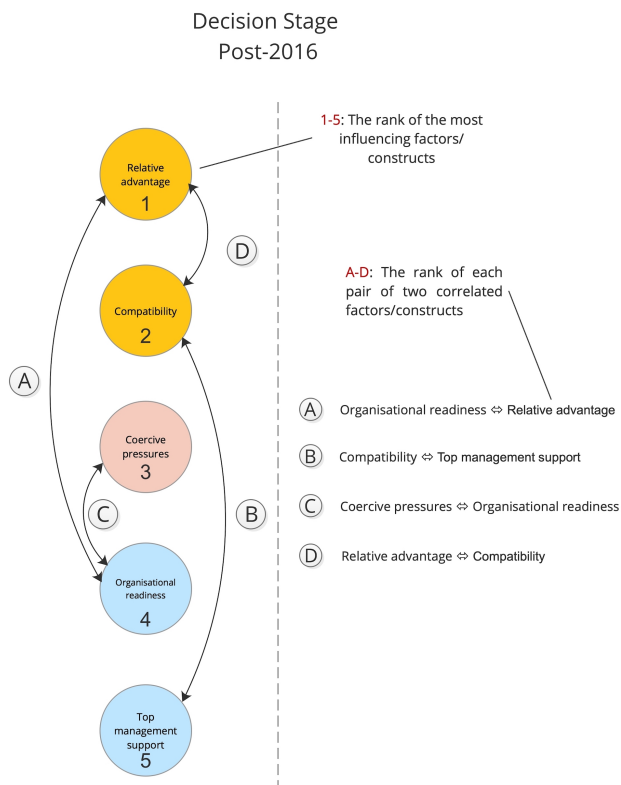 Decision Stage
Post-2016
1-5: The rank of the most
influencing factors/
constructs
Relative
advantage
1
D
A-D: The rank of each
pair of two correlated
factors/constructs
Compatibility
2
A
A Organisational readiness ⇔ Relative advantage
Coercive
pressures
3
B Compatibility ⇔ Top management support
C
B
C Coercive pressures ⇔ Organisational readiness
D Relative advantage ⇔ Compatibility
Organisational
readiness
4
Top
management
support
5